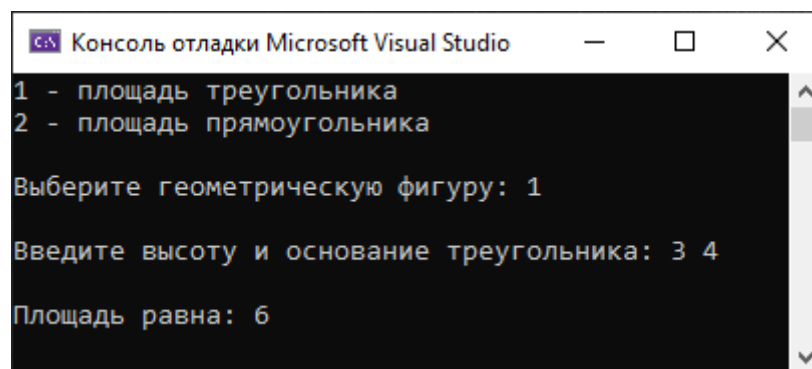 Консоль отладки Microsoft Visual Studio
1 - площадь треугольника
2 - площадь прямоугольника
Выберите геометрическую фигуру: 1
Введите высоту и основание треугольника: 3 4
Площадь равна: 6